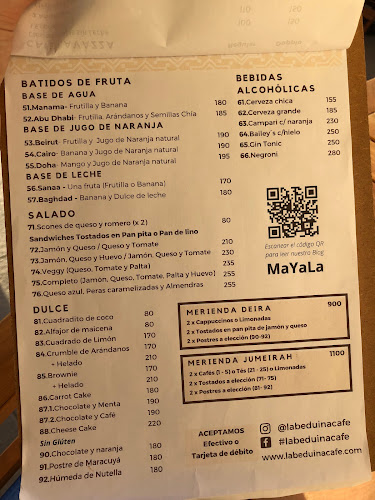 BATIDOS DE FRUTA
BASE DE AGUA
51.Manama- Frutilla y Banana 180
52.Abu Dhabi- Frutilla, Arándanos y Semillas Chía 185
BASE DE JUGO DE NARANJA
53.Beirut- Frutilla y Jugo de Naranja natural 190
54.Cairo- Banana y Jugo de Naranja natural 190
55.Doha- Mango y Jugo de Naranja natural 195
BASE DE LECHE
56.Sanaa - Una fruta (Frutilla o Banana) 170
57.Baghdad - Banana y Dulce de leche 180
SALADO
71.Scones de queso y romero (x 2) 80
Sandwiches Tostados en Pan pita o Pan de lino
72.Jamón y Queso / Queso y Tomate 210
73.Jamón, Queso y Huevo / Jamón, Queso y Tomate 230
74.Veggy (Queso, Tomate y Palta) 235
75.Completo (Jamón, Queso, Tomate, Palta y Huevo) 255
76.Queso azul, Peras caramelizadas y Almendras 255
DULCE
81.Cuadradito de coco 80
82.Alfajor de maicena 80
83.Cuadrado de Limón 170
84.Crumble de Arándanos 170
+ Helado 210
85.Brownie 170
+ Helado 210
86.Carrot Cake 180
87.1.Chocolate y Menta 190
87.2.Chocolate y Café 190
88.Cheese Cake 220
Sin Glúten
90.Chocolate y naranja 180
91.Postre de Maracuyá 190
92.Húmeda de Nutella 180
BEBIDAS
ALCOHÓLICAS
61.Cerveza chica 155
62.Cerveza grande 185
63.Campari c/ naranja 230
64.Bailey´s c/hielo 230
65.Gin Tonic 250
66.Negroni 280
Escanear el código QR
para leer nuestro Blog
MaYaLa
MERIENDA DEIRA 900
2 x Cappuccinos o Limonadas
2 x Tostados en pan pita de jamón y queso
2 x Postres a elección (90-92)
MERIENDA JUMEIRAH 1100
2 x Cafés (1 - 5) o Tés (21 - 25) o Limonadas
2 x Tostados a elección (71- 75)
2 x Postres a elección (81- 92)
ACEPTAMOS
Efectivo o
Tarjeta de débito
@labeduinacafe
#labeduinacafe
www.labeduinacafe.com